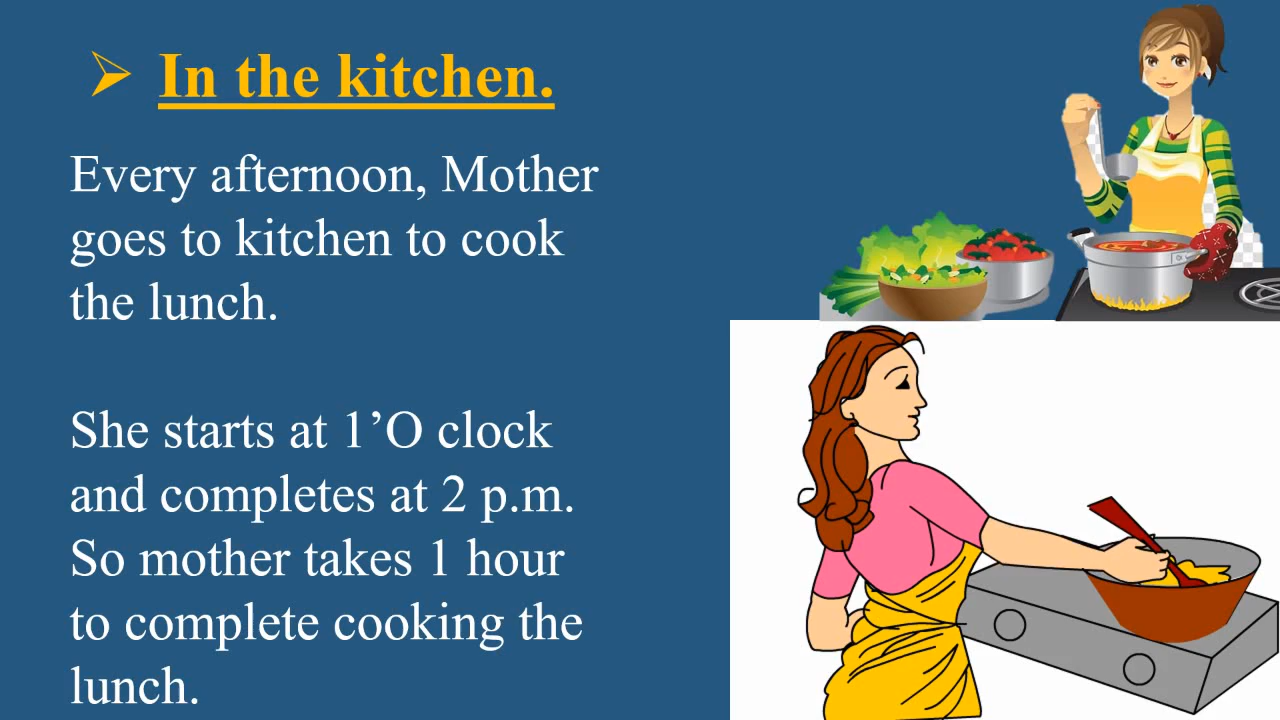 ➢ In the kitchen.
Every afternoon, Mother
goes to kitchen to cook
the lunch.
She starts at 1’O clock
and completes at 2 p.m.
So mother takes 1 hour
to complete cooking the
lunch.